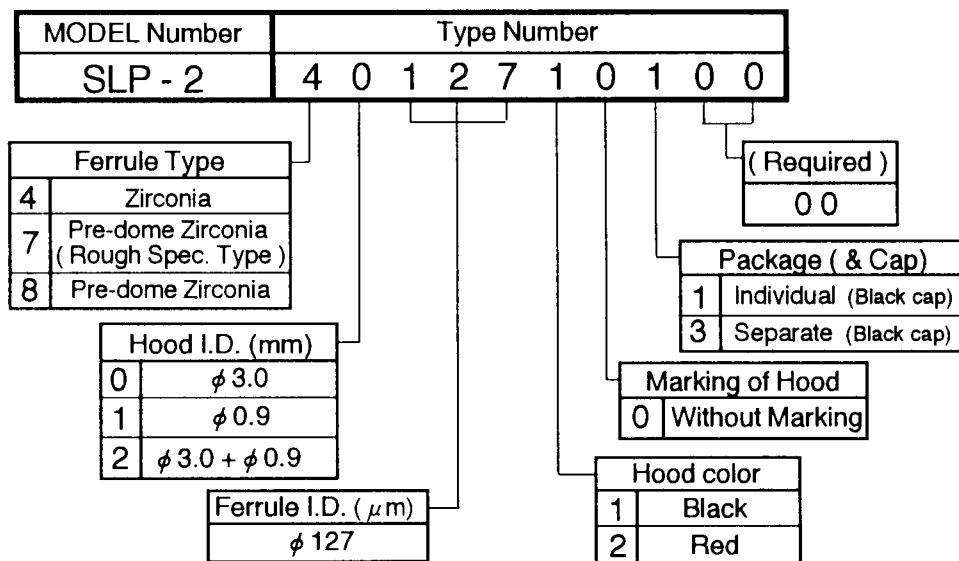 MODEL Number Type Number
SLP - 2 4 0 1 2 7 1 0 1 0 0
Ferrule Type
4 Zirconia
7 Pre-dome Zirconia
( Rough Spec. Type )
8 Pre-dome Zirconia
( Required )
0 0
Package ( & Cap)
1 Individual (Black cap)
3 Separate (Black cap)
Hood I.D. (mm)
0 ϕ 3.0
1 ϕ 0.9
2 ϕ 3.0 + ϕ 0.9
Marking of Hood
0 Without Marking
Hood color
1 Black
2 Red
Ferrule I.D. ( μm)
ϕ 127